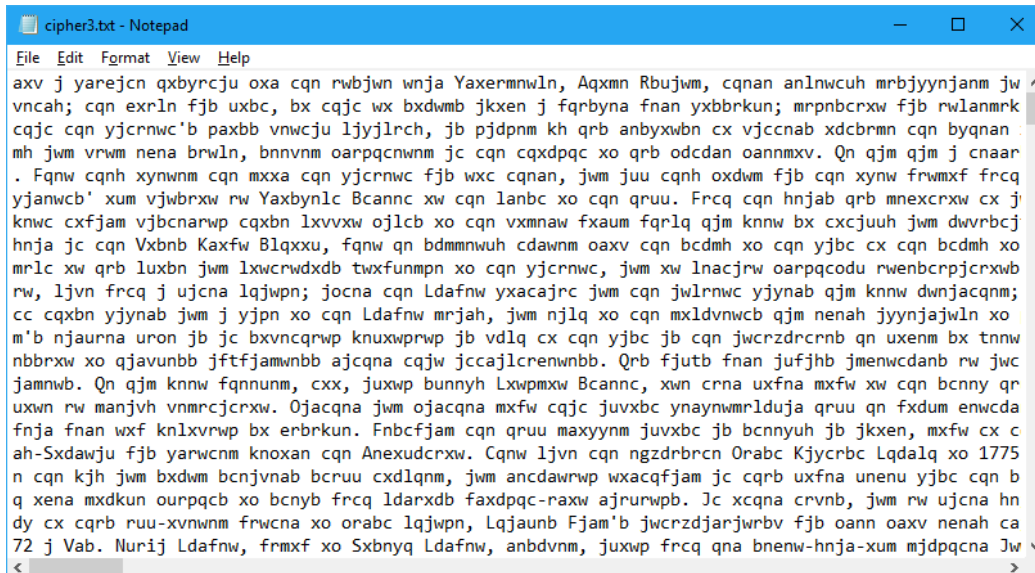 cipher3.txt - Notepad
File Edit Format View Help
axv j yarejcn qxbyrcju oxa cqn rwbjwn wnja Yaxermnwln, Aqxmn Rbujwm, cqnan anlnwcuh mrbjyynjanm jw
vncah; cqn exrln fjb uxbc, bx cqjc wx bxdwmb jkxen j fqrbyna fnan yxbbrkun; mrpnbcrxw fjb rwlanmrk
cqjc cqn yjcrnwc'b paxbb vnwcju ljyjlrch, jb pjdpnm kh qrb anbyxwbn cx vjccnab xdcbrmn cqn byqnan
mh jwm vrwm nena brwln, bnnvnm oarpqcnwnm jc cqn cqxdpqc xo qrb odcdan oannmxv. Qn qjm qjm j cnaar
. Fqnw cqnh xynwnm cqn mxxa cqn yjcrnwc fjb wxc cqnan, jwm juu cqnh oxdwm fjb cqn xynw frwmxf frcq
yjanwcb' xum vjwbrxw rw Yaxbynlc Bcannc xw cqn lanbc xo cqn qruu. Frcq cqn hnjab qrb mnexcrxw cx j
knwc cxfjam vjbcnarwp cqxbn lxvvxw ojlcb xo cqn vxmnaw fxaum fqrlq qjm knnw bx cxcjuuh jwm dwvrbcj
hnja jc cqn Vxbnb Kaxfw Blqxxu, fqnw qn bdmmnwuh cdawnm oaxv cqn bcdmh xo cqn yjbc cx cqn bcdmh xo
mrlc xw qrb luxbn jwm lxwcrwdxdb twxfunmpn xo cqn yjcrnwc, jwm xw lnacjrw oarpqcodu rwenbcrpjcrxwb
rw, ljvn frcq j ujcna lqjwpn; jocna cqn Ldafnw yxacajrc jwm cqn jwlrnwc yjynab qjm knnw dwnjacqnm;
cc cqxbn yjynab jwm j yjpn xo cqn Ldafnw mrjah, jwm njlq xo cqn mxldvnwcb qjm nenah jyynjajwln xo
m'b njaurna uron jb jc bxvncqrwp knuxwprwp jb vdlq cx cqn yjbc jb cqn jwcrzdrcrnb qn uxenm bx tnnw
nbbrxw xo qjavunbb jftfjamwnbb ajcqna cqjw jccajlcrenwnbb. Qrb fjutb fnan jufjhb jmenwcdanb rw jwc
jamnwb. Qn qjm knnw fqnnunm, cxx, juxwp bunnyh Lxwpmxw Bcannc, xwn crna uxfna mxfw xw cqn bcnny qr
uxwn rw manjvh vnmrcjcrxw. Ojacqna jwm ojacqna mxfw cqjc juvxbc ynaynwmrlduja qruu qn fxdum enwcda
fnja fnan wxf knlxvrwp bx erbrkun. Fnbcfjam cqn qruu maxyynm juvxbc jb bcnnyuh jb jkxen, mxfw cx c
ah-Sxdawju fjb yarwcnm knoxan cqn Anexudcrxw. Cqnw ljvn cqn ngzdrbrcn Orabc Kjycrbc Lqdalq xo 1775
n cqn kjh jwm bxdwm bcnjvnab bcruu cxdlqnm, jwm ancdawrwp wxacqfjam jc cqrb uxfna unenu yjbc cqn b
q xena mxdkun ourpqcb xo bcnyb frcq ldarxdb faxdpqc-raxw ajrurwpb. Jc xcqna crvnb, jwm rw ujcna hn
dy cx cqrb ruu-xvnwnm frwcna xo orabc lqjwpn, Lqjaunb Fjam'b jwcrzdjarjwrbv fjb oann oaxv nenah ca
72 j Vab. Nurij Ldafnw, frmxf xo Sxbnyq Ldafnw, anbdvnm, juxwp frcq qna bnenw-hnja-xum mjdpqcna Jw